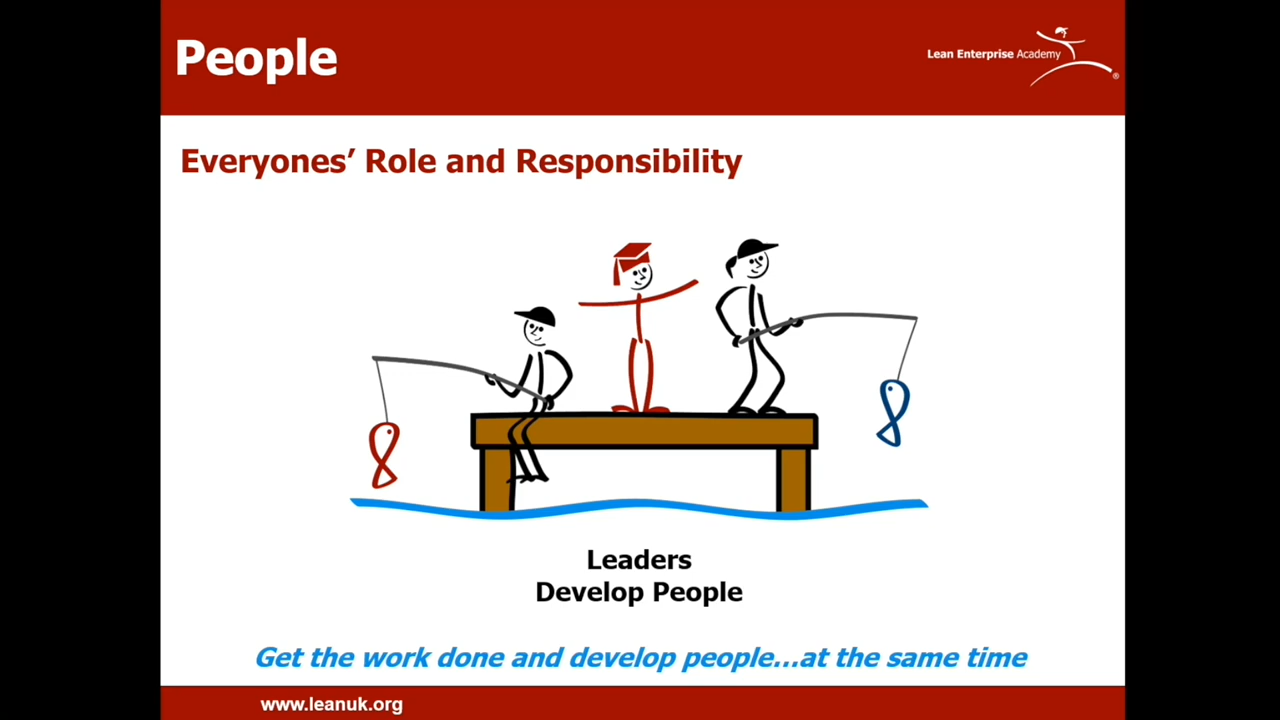 People
Lean Enterprise Academy
®
Everyones’ Role and Responsibility
Leaders
Develop People
Get the work done and develop people...at the same time
www.leanuk.org